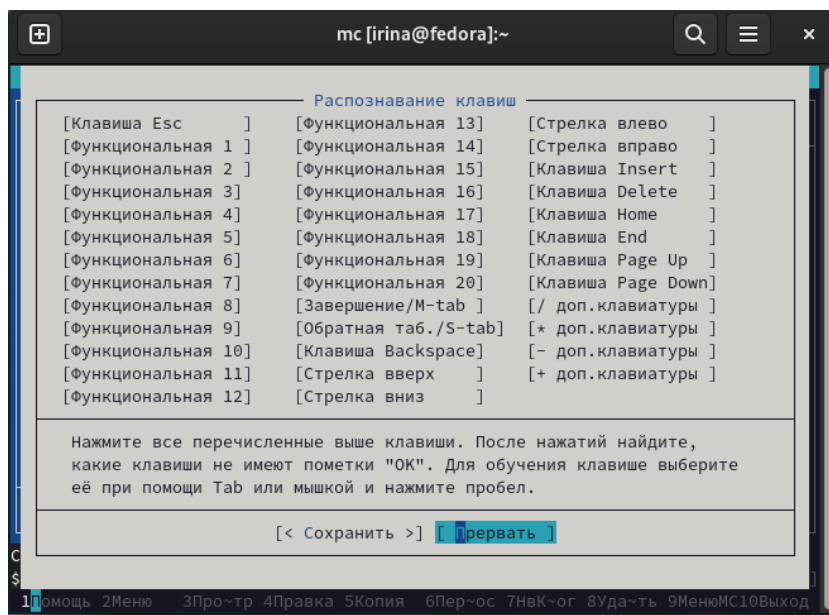 mc [irina@fedora]:~
Распознавание клавиш
[Клавиша Esc ] [Функциональная 13] [Стрелка влево ]
[Функциональная 1 ] [Функциональная 14] [Стрелка вправо ]
[Функциональная 2 ] [Функциональная 15] [Клавиша Insert ]
[Функциональная 3] [Функциональная 16] [Клавиша Delete ]
[Функциональная 4] [Функциональная 17] [Клавиша Home ]
[Функциональная 5] [Функциональная 18] [Клавиша End ]
[Функциональная 6] [Функциональная 19] [Клавиша Page Up ]
[Функциональная 7] [Функциональная 20] [Клавиша Page Down]
[Функциональная 8] [Завершение/M-tab ] [/ доп.клавиатуры ]
[Функциональная 9] [Обратная таб./S-tab] [* доп.клавиатуры ]
[Функциональная 10] [Клавиша Backspace] [- доп.клавиатуры ]
[Функциональная 11] [Стрелка вверх ] [+ доп.клавиатуры ]
[Функциональная 12] [Стрелка вниз ]
Нажмите все перечисленные выше клавиши. После нажатий найдите,
какие клавиши не имеют пометки "OK". Для обучения клавише выберите
её при помощи Tab или мышкой и нажмите пробел.
[< Сохранить >] [ Прервать ]
С
$ ]
1Помощь 2Меню 3Про~тр 4Правка 5Копия 6Пер~ос 7НвК~ог 8Уда~ть 9МенюMC10Выход